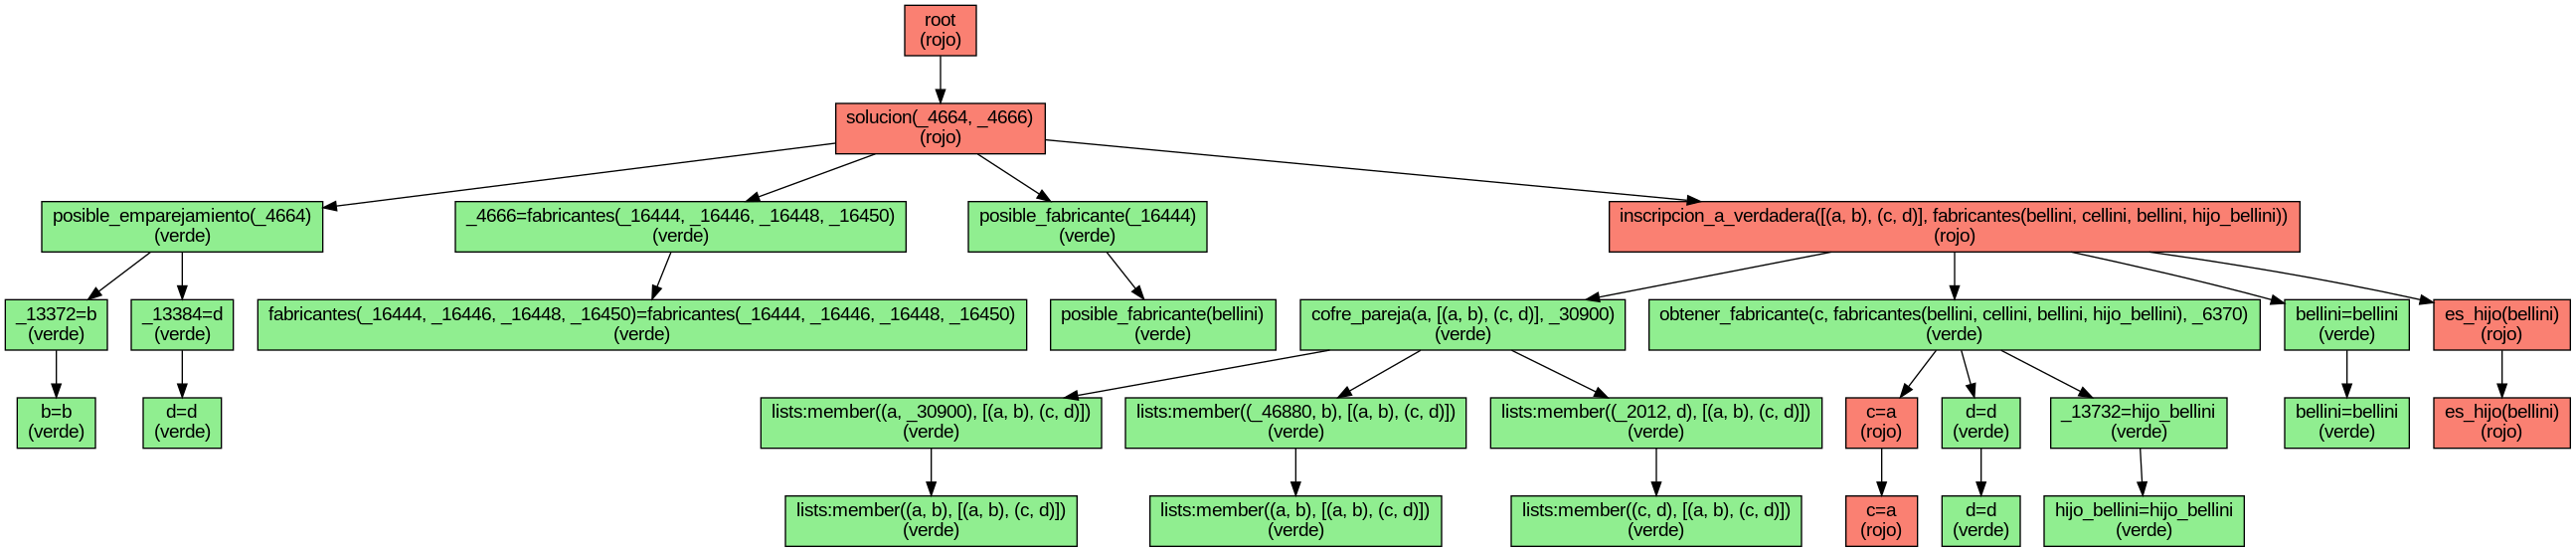 root
(rojo)
solucion(_4664, _4666)
(rojo)
posible_emparejamiento(_4664)
(verde)
_4666=fabricantes(_16444, _16446, _16448, _16450)
(verde)
posible_fabricante(_16444)
(verde)
inscripcion_a_verdadera([(a, b), (c, d)], fabricantes(bellini, cellini, bellini, hijo_bellini))
(rojo)
_13372=b
(verde)
_13384=d
(verde)
fabricantes(_16444, _16446, _16448, _16450)=fabricantes(_16444, _16446, _16448, _16450)
(verde)
posible_fabricante(bellini)
(verde)
cofre_pareja(a, [(a, b), (c, d)], _30900)
(verde)
obtener_fabricante(c, fabricantes(bellini, cellini, bellini, hijo_bellini), _6370)
(verde)
bellini=bellini
(verde)
es_hijo(bellini)
(rojo)
b=b
(verde)
d=d
(verde)
lists:member((a, _30900), [(a, b), (c, d)])
(verde)
lists:member((_46880, b), [(a, b), (c, d)])
(verde)
lists:member((_2012, d), [(a, b), (c, d)])
(verde)
c=a
(rojo)
d=d
(verde)
_13732=hijo_bellini
(verde)
bellini=bellini
(verde)
es_hijo(bellini)
(rojo)
lists:member((a, b), [(a, b), (c, d)])
(verde)
lists:member((a, b), [(a, b), (c, d)])
(verde)
lists:member((c, d), [(a, b), (c, d)])
(verde)
c=a
(rojo)
d=d
(verde)
hijo_bellini=hijo_bellini
(verde)